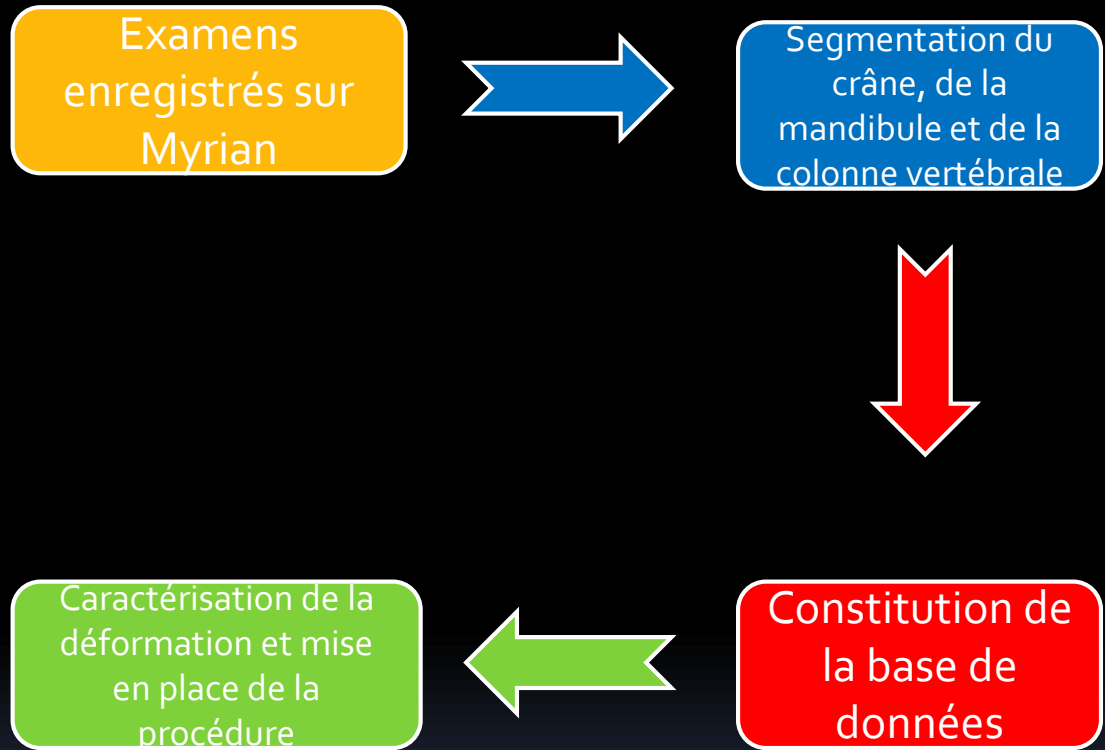 Examens
enregistrés sur
Myrian
Segmentation du
crâne, de la
mandibule et de la
colonne vertébrale
Constitution de
la base de
données
Caractérisation de la
déformation et mise
en place de la
procédure